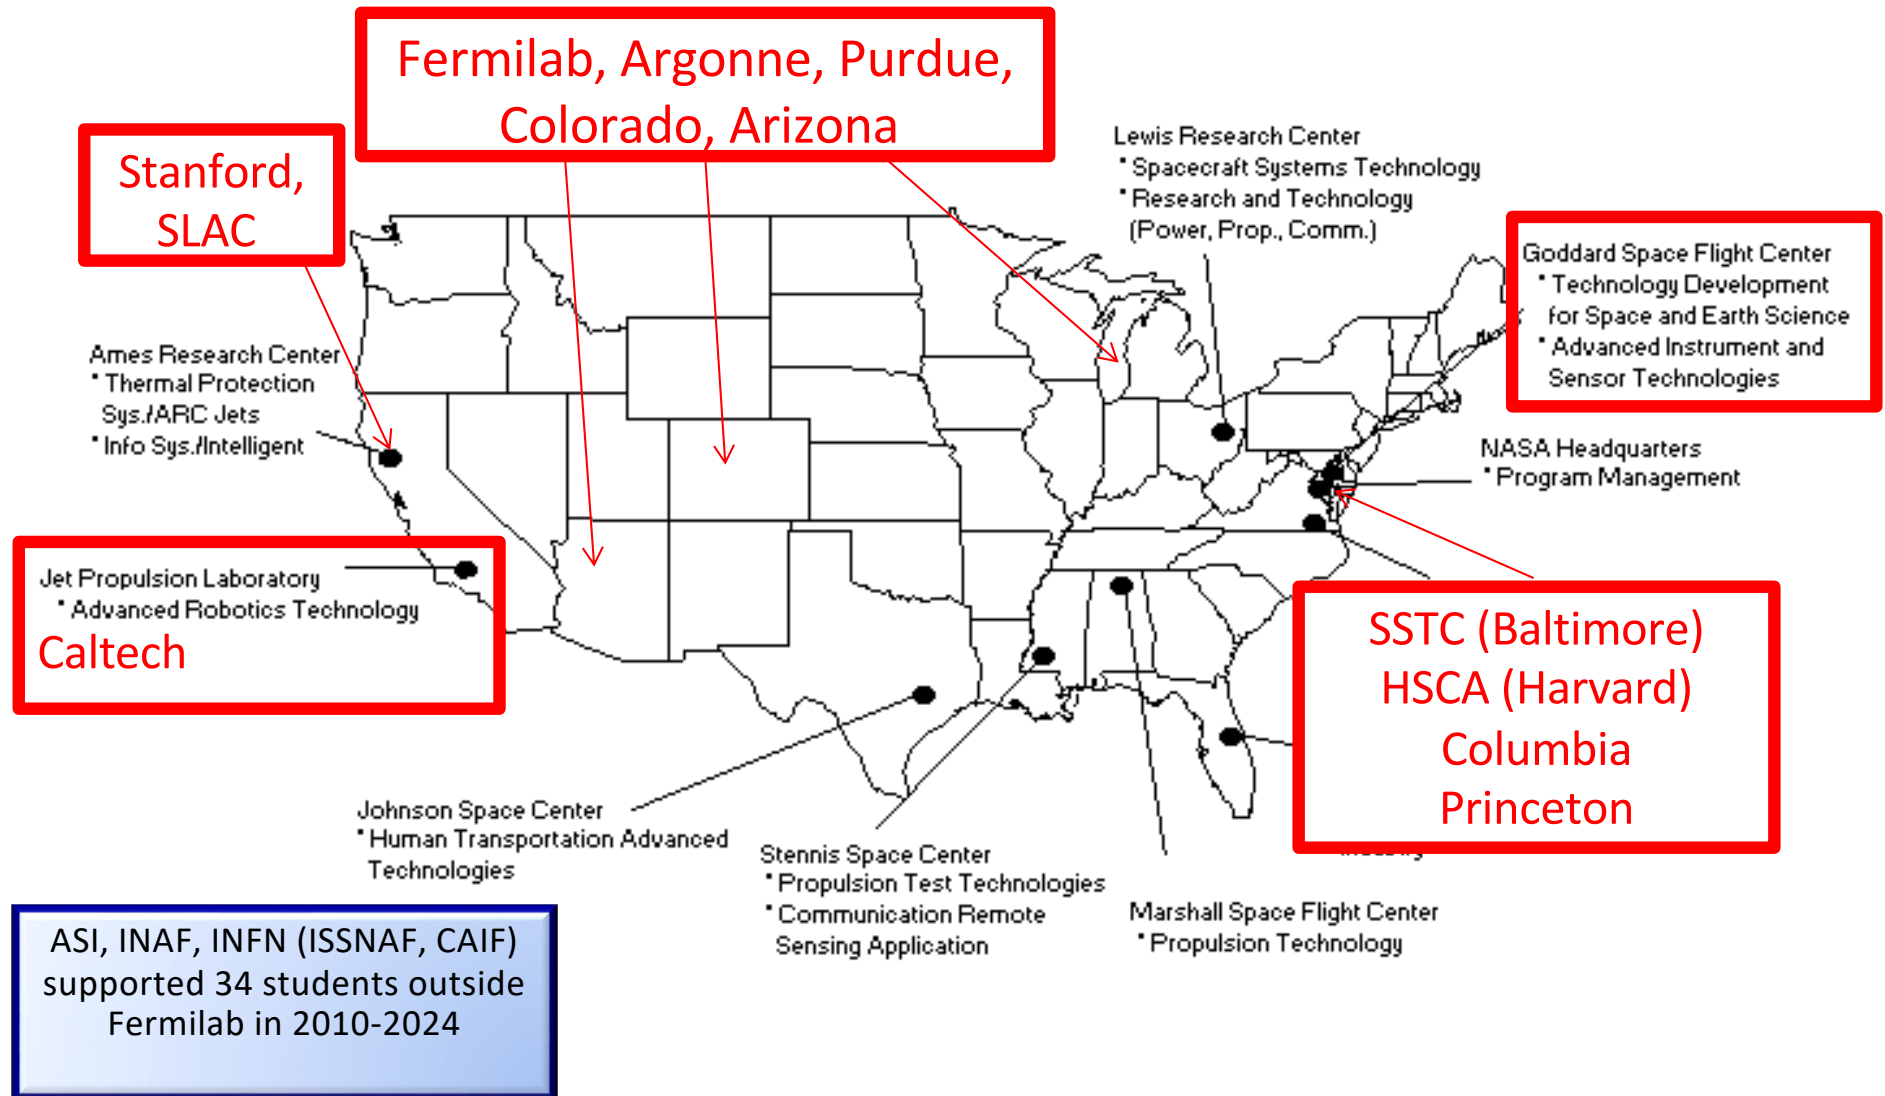 Fermilab, Argonne, Purdue,
Colorado, Arizona
Stanford,
SLAC
Lewis Research Center
• Spacecraft Systems Technology
• Research and Technology
(Power, Prop., Comm.)
Goddard Space Flight Center
• Technology Development
for Space and Earth Science
• Advanced Instrument and
Sensor Technologies
Ames Research Center
• Thermal Protection
Sys./ARC Jets
• Info Sys./Intelligent
NASA Headquarters
• Program Management
Jet Propulsion Laboratory
• Advanced Robotics Technology
Caltech
SSTC (Baltimore)
HSCA (Harvard)
Columbia
Princeton
Johnson Space Center
• Human Transportation Advanced
Technologies
Stennis Space Center
• Propulsion Test Technologies
• Communication Remote
Sensing Application
Marshall Space Flight Center
• Propulsion Technology
ASI, INAF, INFN (ISSNAF, CAIF)
supported 34 students outside
Fermilab in 2010-2024